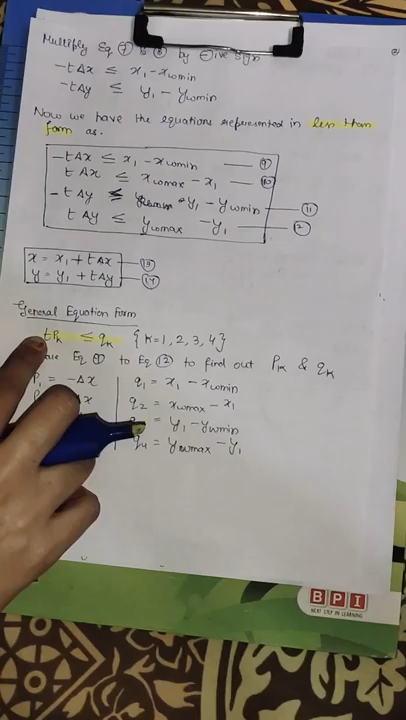 Multiply Eq ⑦ & ⑧ by -ive sign
-tΔx ≤ x₁ - xwmin
-tΔy ≤ y₁ - ywmin
Now we have the equations represented in less than
form as.
-tΔx ≤ x₁ - xwmin — ⑨
tΔx ≤ xwmax - x₁ — ⑩
-tΔy ≤ y₁ - ywmin — ⑪
tΔy ≤ ywmax - y₁ — ⑫
x = x₁ + tΔx — ⑬
y = y₁ + tΔy — ⑭
General Equation Form
tPk ≤ qk {k=1, 2, 3, 4}
Eq ⑨ to Eq ⑫ to find out Pk & qk
P₁ = -Δx q₁ = x₁ - xwmin
Δx q₂ = xwmax - x₁
= y₁ - ywmin
q₄ = ywmax - y₁
BPI
NEXT STEP IN LEARNING